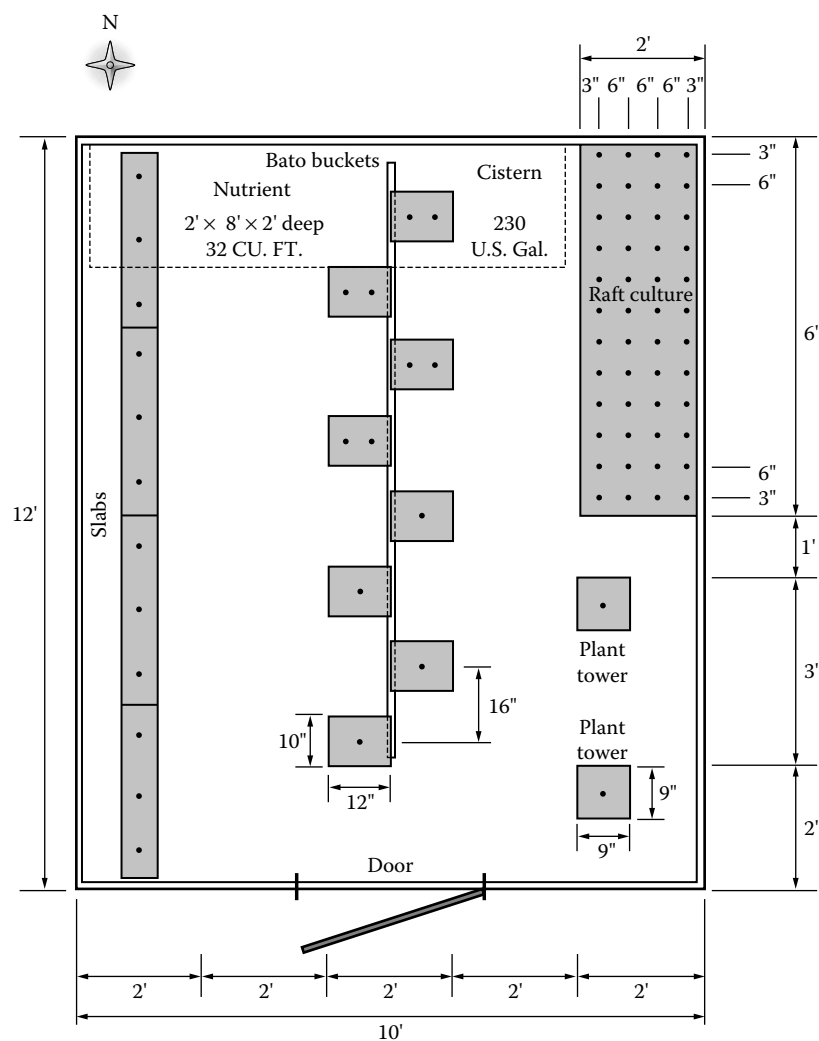 N
2'
3" 6" 6" 6" 3"
Bato buckets
Nutrient
2' × 8' × 2' deep
32 CU. FT.
Cistern
230
U.S. Gal.
3"
6"
Raft culture
6'
6"
3"
12'
Slabs
1'
Plant
tower
3'
16"
Plant
tower
10"
12"
9"
9"
2'
Door
2' 2' 2' 2' 2'
10'